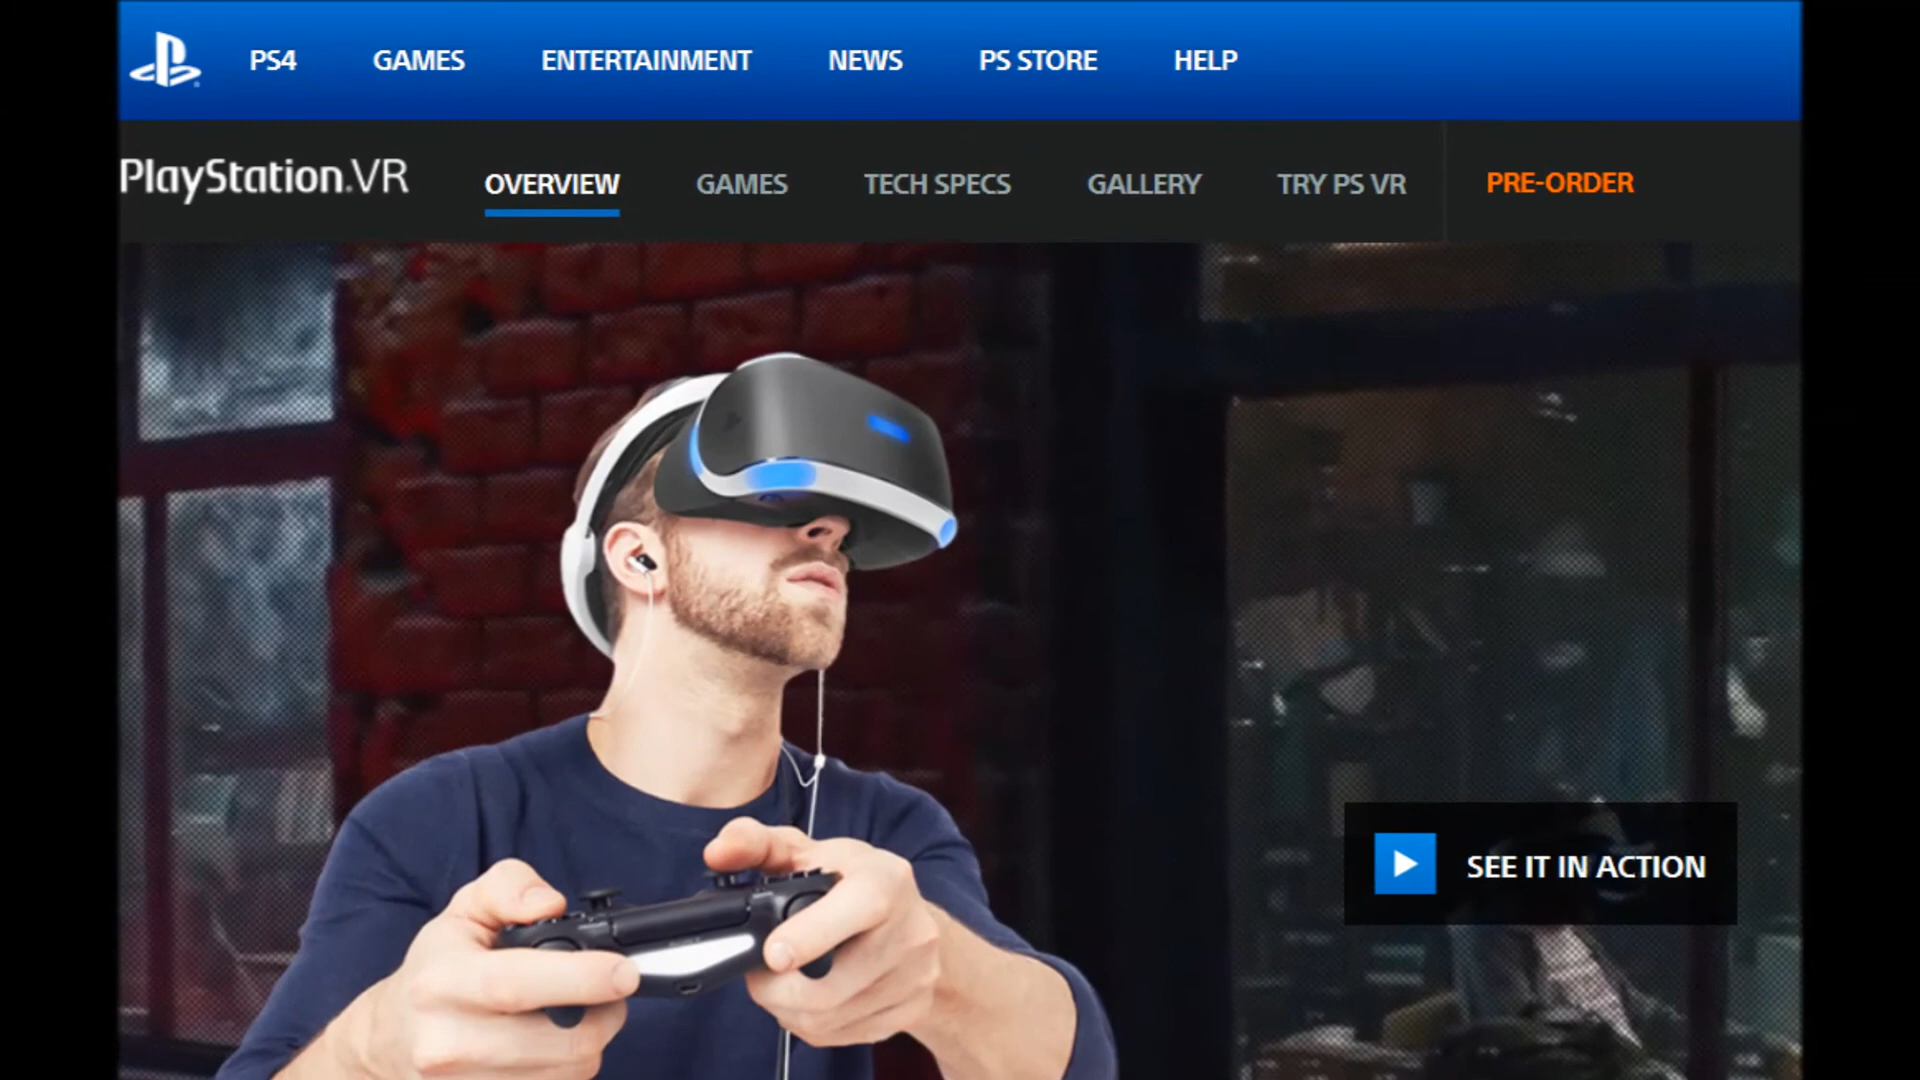 PS4 GAMES ENTERTAINMENT NEWS PS STORE HELP
PlayStation.VR OVERVIEW GAMES TECH SPECS GALLERY TRY PS VR PRE-ORDER
SEE IT IN ACTION